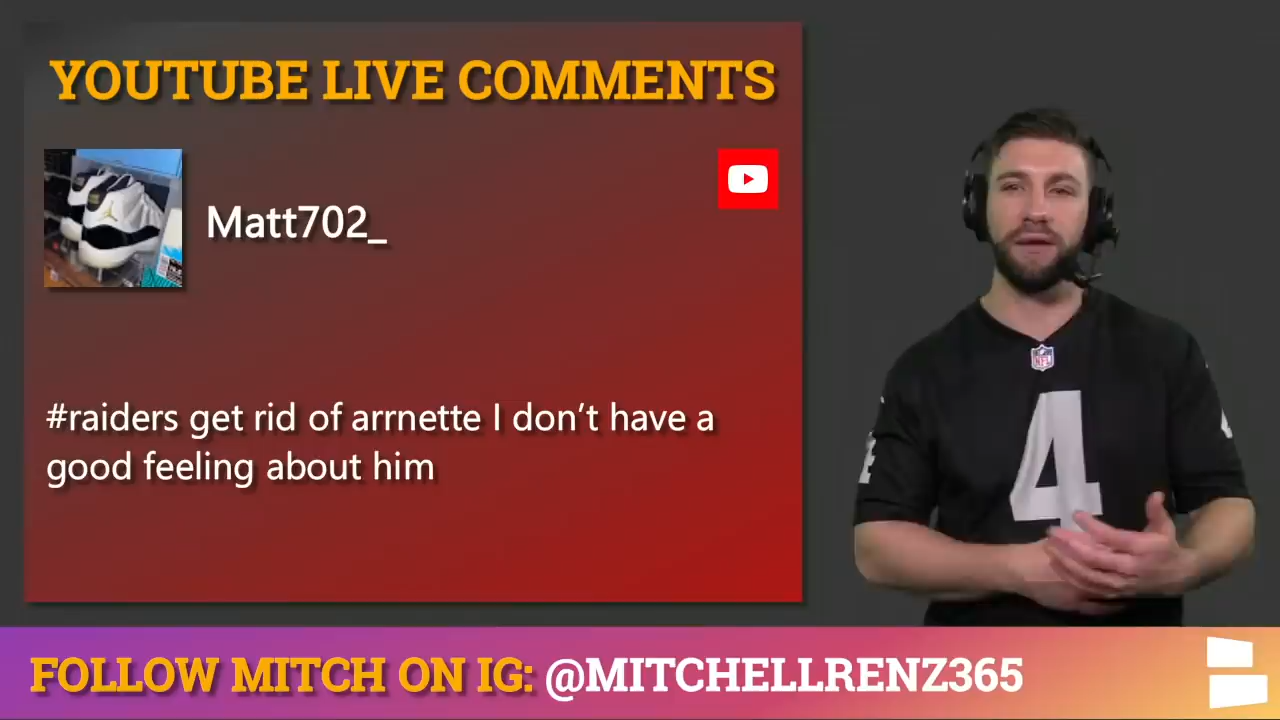 YOUTUBE LIVE COMMENTS
Matt702_
#raiders get rid of arrnette I don't have a
good feeling about him
NFL
4
FOLLOW MITCH ON IG: @MITCHELLRENZ365